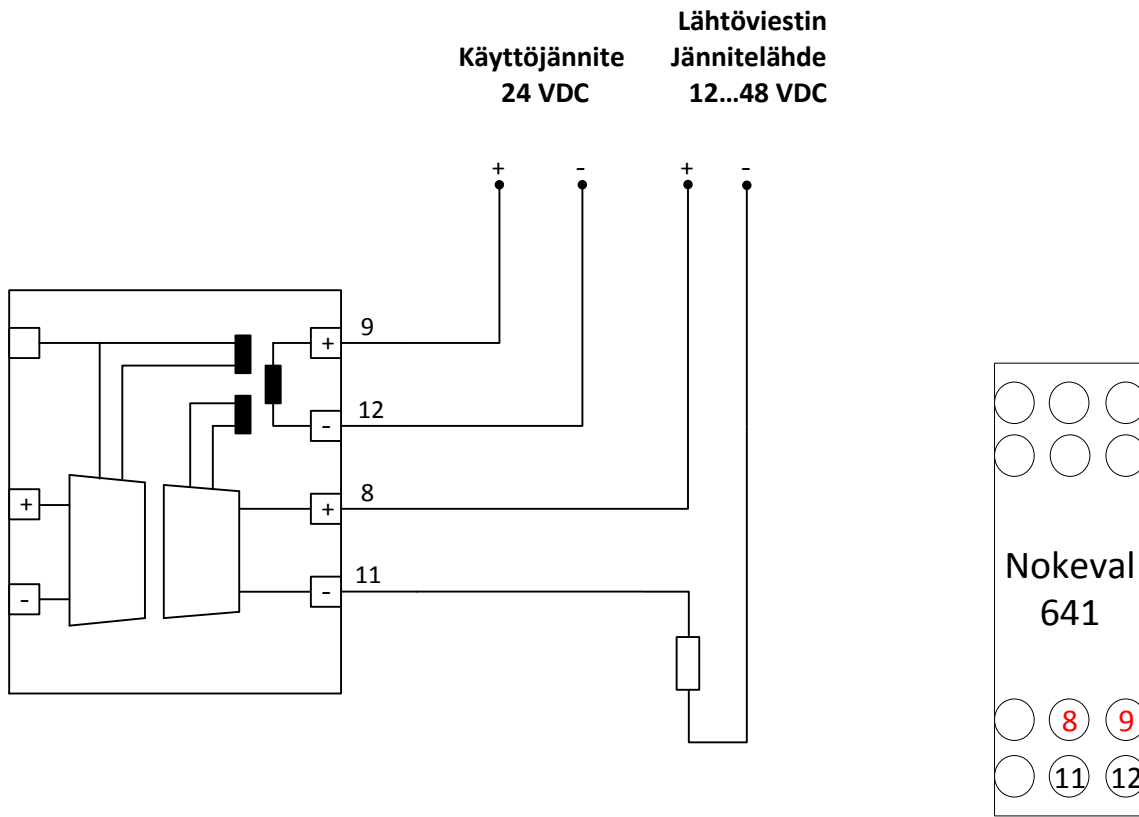 Lähtöviestin
Käyttöjännite Jännitelähde
24 VDC 12…48 VDC
+ - + -
9
+
12
-
8
+
+
11
-
-
Nokeval
641
8 9
11 12